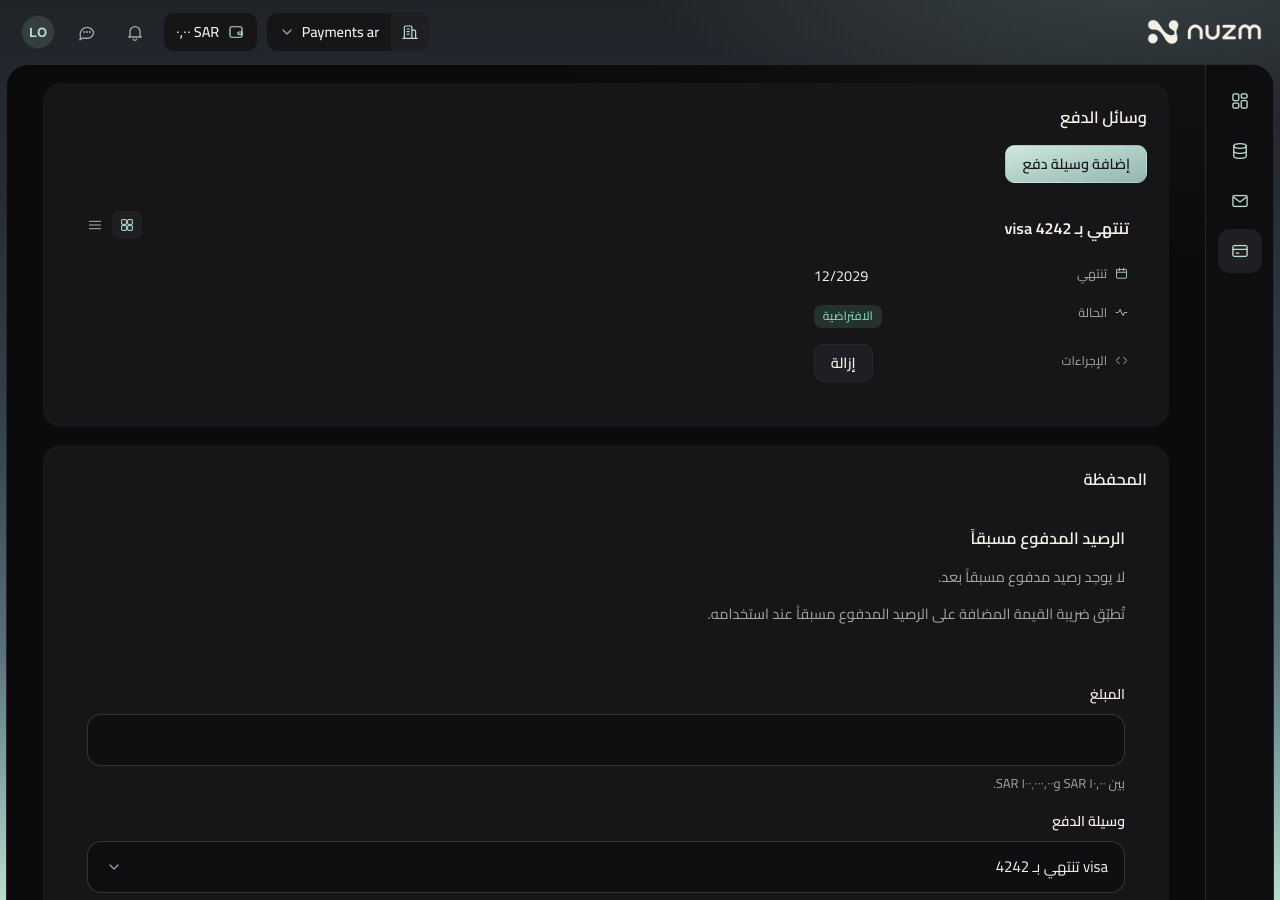 nuzm
Payments ar
٠٫٠٠ SAR
LO
وسائل الدفع
إضافة وسيلة دفع
visa تنتهي بـ 4242
تنتهي
12/2029
الحالة
الافتراضية
الإجراءات
إزالة
المحفظة
الرصيد المدفوع مسبقاً
لا يوجد رصيد مدفوع مسبقاً بعد.
تُطبّق ضريبة القيمة المضافة على الرصيد المدفوع مسبقاً عند استخدامه.
المبلغ
بين ١٠٫٠٠ SAR و١٠٠٬٠٠٠٫٠٠ SAR.
وسيلة الدفع
visa تنتهي بـ 4242